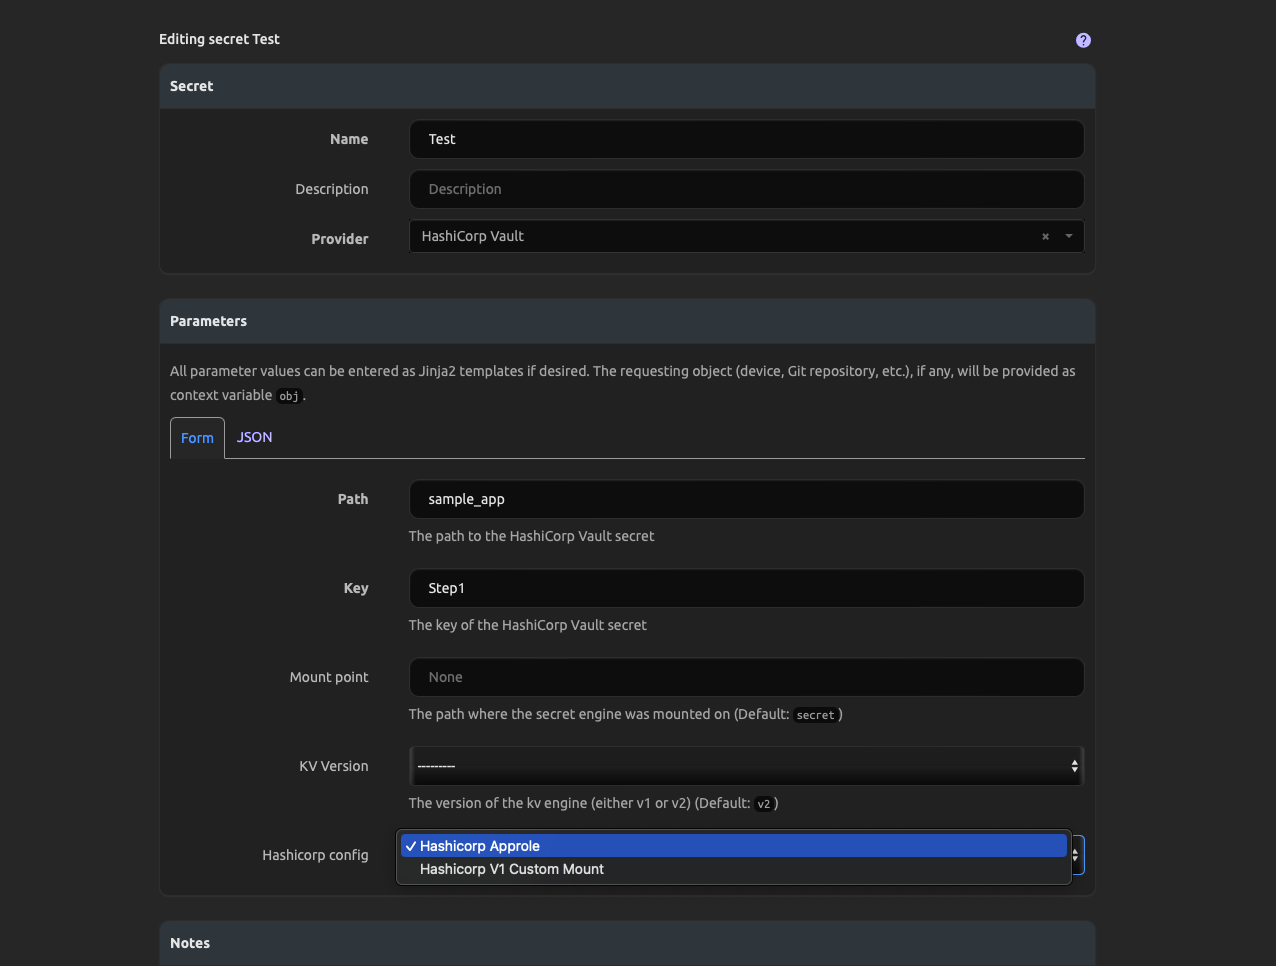 Editing secret Test
?
Secret
Name
Test
Description
Description
Provider
HashiCorp Vault
×
Parameters
All parameter values can be entered as Jinja2 templates if desired. The requesting object (device, Git repository, etc.), if any, will be provided as
context variable obj.
Form
JSON
Path
sample_app
The path to the HashiCorp Vault secret
Key
Step1
The key of the HashiCorp Vault secret
Mount point
None
The path where the secret engine was mounted on (Default: secret)
KV Version
---------
The version of the kv engine (either v1 or v2) (Default: v2)
Hashicorp config
✓ Hashicorp Approle
Hashicorp V1 Custom Mount
Notes